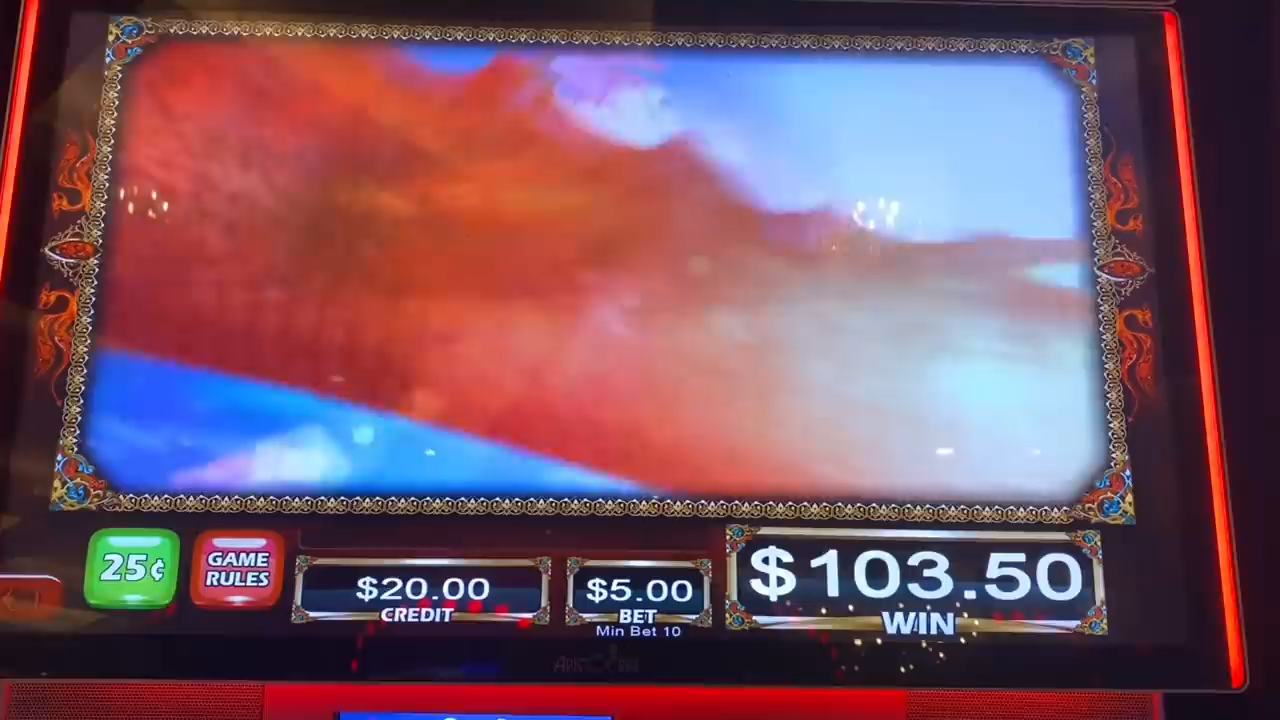 25¢
GAME
RULES
$20.00
CREDIT
$5.00
BET
Min Bet 10
$103.50
WIN